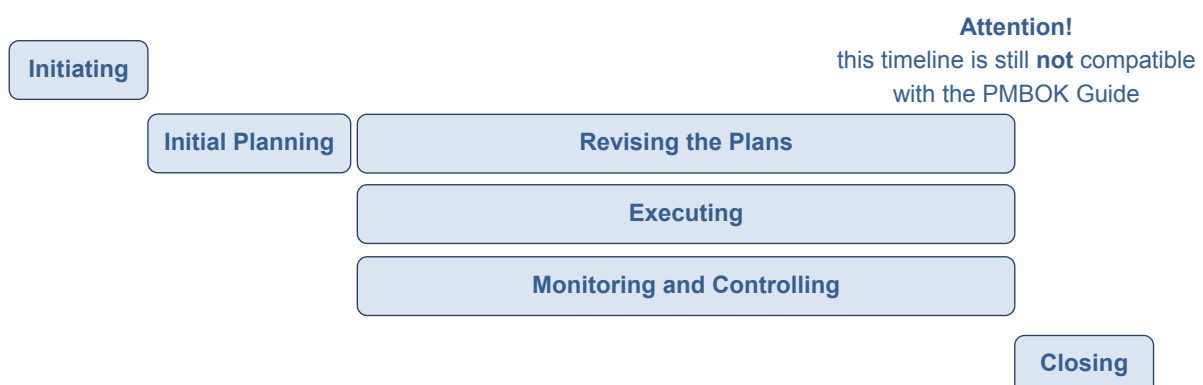 Attention!
this timeline is still not compatible
with the PMBOK Guide
Initiating
Initial Planning
Revising the Plans
Executing
Monitoring and Controlling
Closing